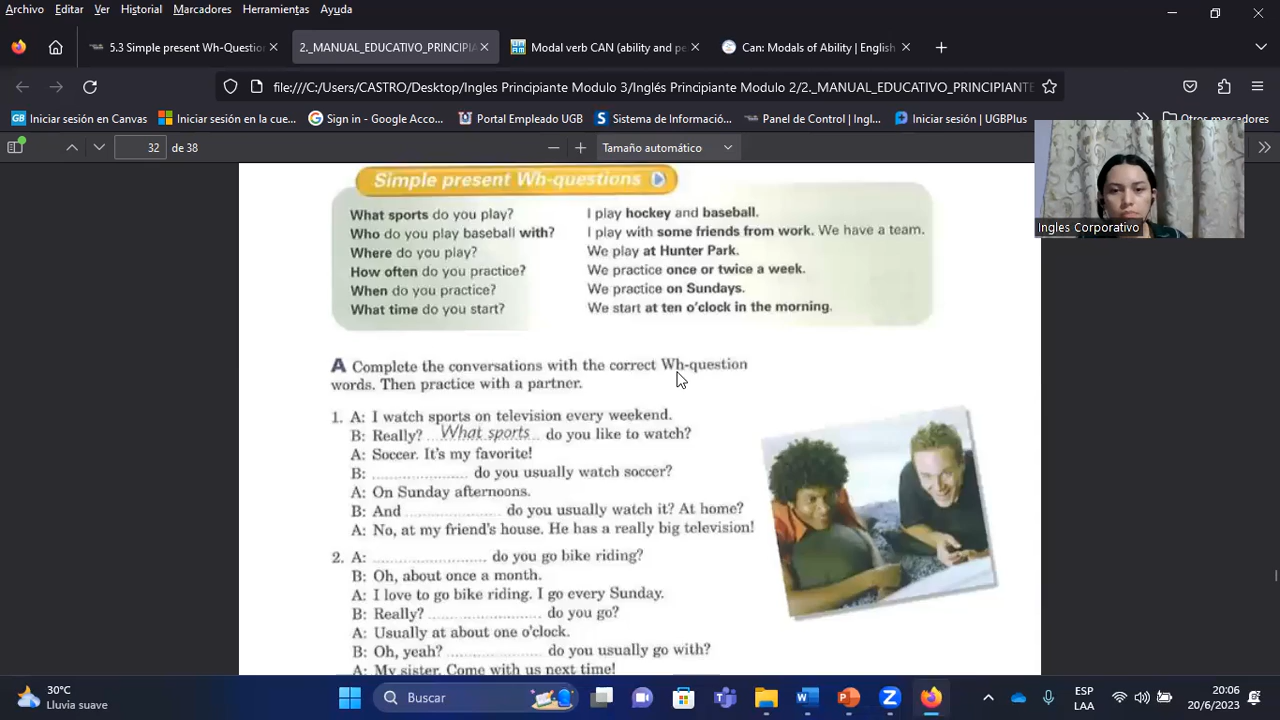 Archivo Editar Ver Historial Marcadores Herramientas Ayuda
5.3 Simple present Wh-Question
2._MANUAL_EDUCATIVO_PRINCIPIA
Modal verb CAN (ability and pe
Can: Modals of Ability | English
file:///C:/Users/CASTRO/Desktop/Ingles Principiante Modulo 3/Inglés Principiante Modulo 2/2._MANUAL_EDUCATIVO_PRINCIPIANTE
Iniciar sesión en Canvas
Iniciar sesión en la cue...
Sign in - Google Acco...
Portal Empleado UGB
Sistema de Informació...
Panel de Control | Ingl...
Iniciar sesión | UGBPlus
Otros marcadores
32 de 38
Tamaño automático
Ingles Corporativo
Simple present Wh-questions
What sports do you play? I play hockey and baseball.
Who do you play baseball with? I play with some friends from work. We have a team.
Where do you play? We play at Hunter Park.
How often do you practice? We practice once or twice a week.
When do you practice? We practice on Sundays.
What time do you start? We start at ten o'clock in the morning.
A Complete the conversations with the correct Wh-question
words. Then practice with a partner.
1. A: I watch sports on television every weekend.
B: Really? What sports do you like to watch?
A: Soccer. It's my favorite!
B: .................... do you usually watch soccer?
A: On Sunday afternoons.
B: And .................... do you usually watch it? At home?
A: No, at my friend's house. He has a really big television!
2. A: .................... do you go bike riding?
B: Oh, about once a month.
A: I love to go bike riding. I go every Sunday.
B: Really? .................... do you go?
A: Usually at about one o'clock.
B: Oh, yeah? .................... do you usually go with?
A: My sister. Come with us next time!
30°C
Lluvia suave
Buscar
ESP
LAA
20:06
20/6/2023